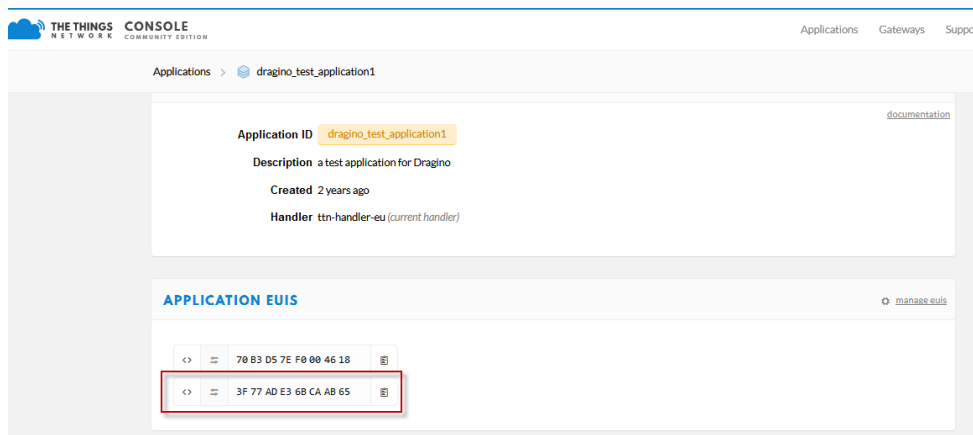 THE THINGS NETWORK CONSOLE COMMUNITY EDITION
Applications Gateways Suppo
Applications > dragino_test_application1
documentation
Application ID dragino_test_application1
Description a test application for Dragino
Created 2 years ago
Handler ttn-handler-eu (current handler)
APPLICATION EUIS
manage euis
<> 70 B3 D5 7E F0 00 46 18
<> 3F 77 AD E3 6B CA AB 65